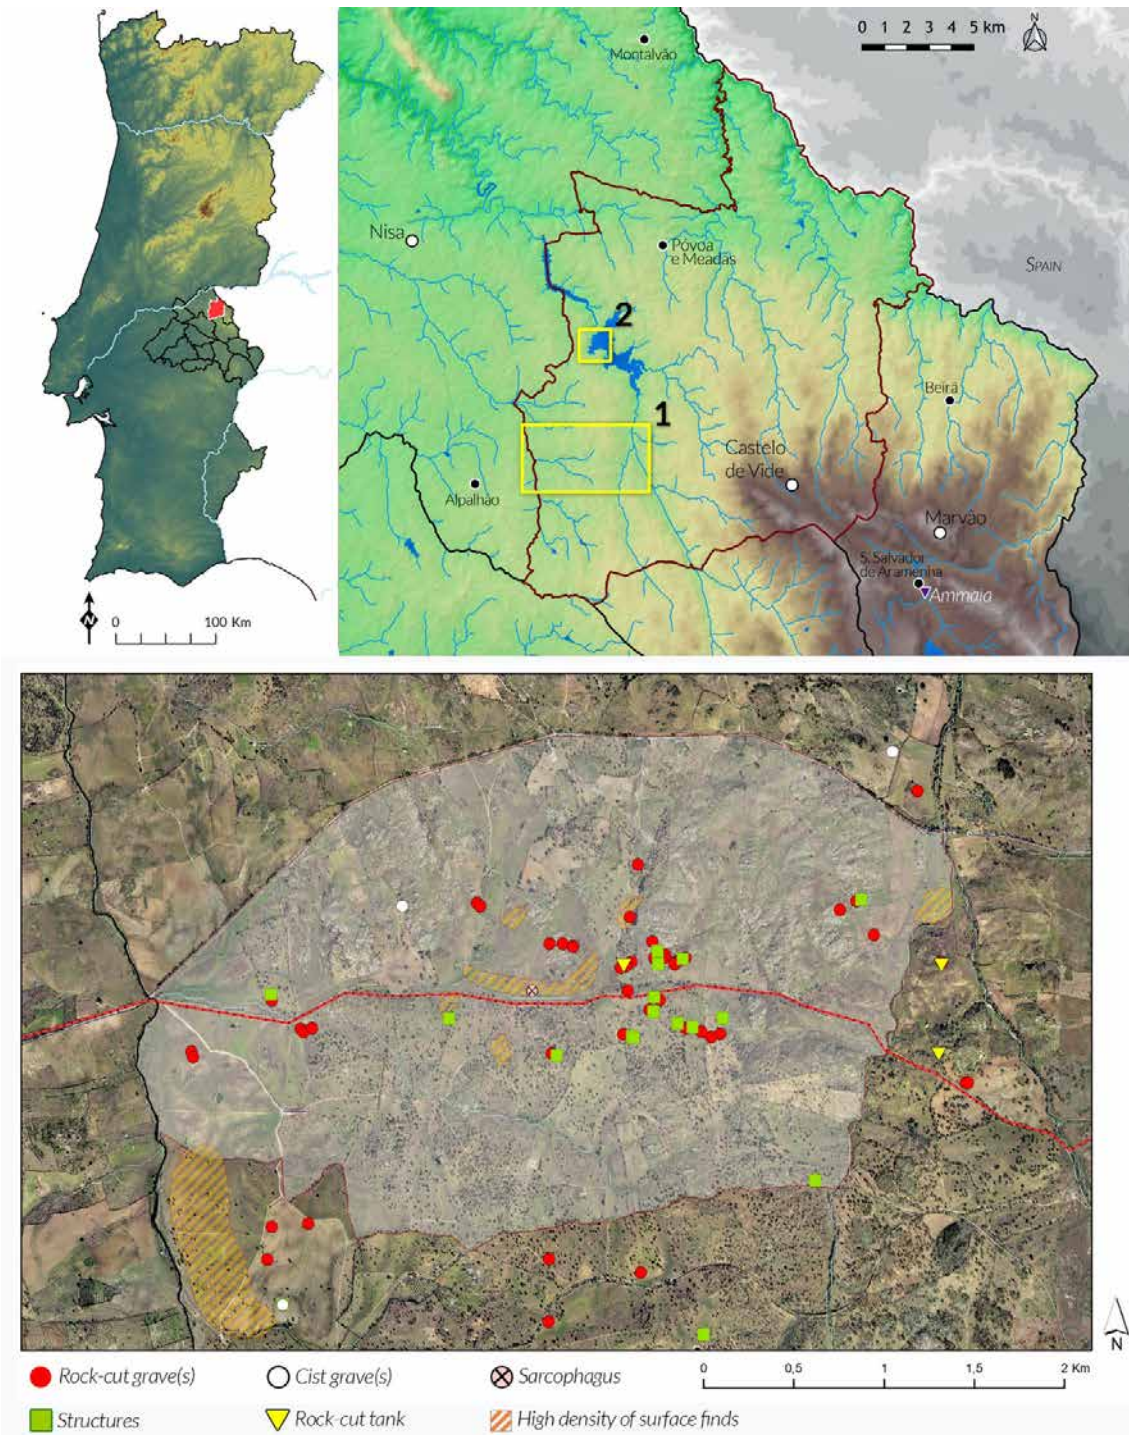 N
0 100 Km
0 1 2 3 4 5 km
N
Montalvão
Nisa
Póvoa
e Meadas
SPAIN
2
1
Beirã
Castelo
de Vide
Alpalhão
Marvão
S. Salvador
de Aramenha
Ammaia
N
Rock-cut grave(s)
Cist grave(s)
Sarcophagus
0 0,5 1 1,5 2 Km
Structures
Rock-cut tank
High density of surface finds